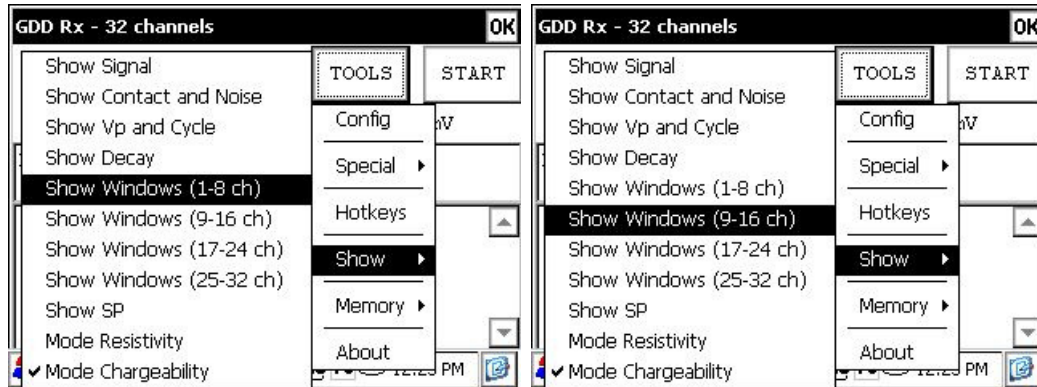 GDD Rx - 32 channels OK
Show Signal
Show Contact and Noise
Show Vp and Cycle
Show Decay
Show Windows (1-8 ch)
Show Windows (9-16 ch)
Show Windows (17-24 ch)
Show Windows (25-32 ch)
Show SP
Mode Resistivity
✓ Mode Chargeability
TOOLS START
Config
Special
Hotkeys
Show
Memory
About
PM
GDD Rx - 32 channels OK
Show Signal
Show Contact and Noise
Show Vp and Cycle
Show Decay
Show Windows (1-8 ch)
Show Windows (9-16 ch)
Show Windows (17-24 ch)
Show Windows (25-32 ch)
Show SP
Mode Resistivity
✓ Mode Chargeability
TOOLS START
Config
Special
Hotkeys
Show
Memory
About
PM